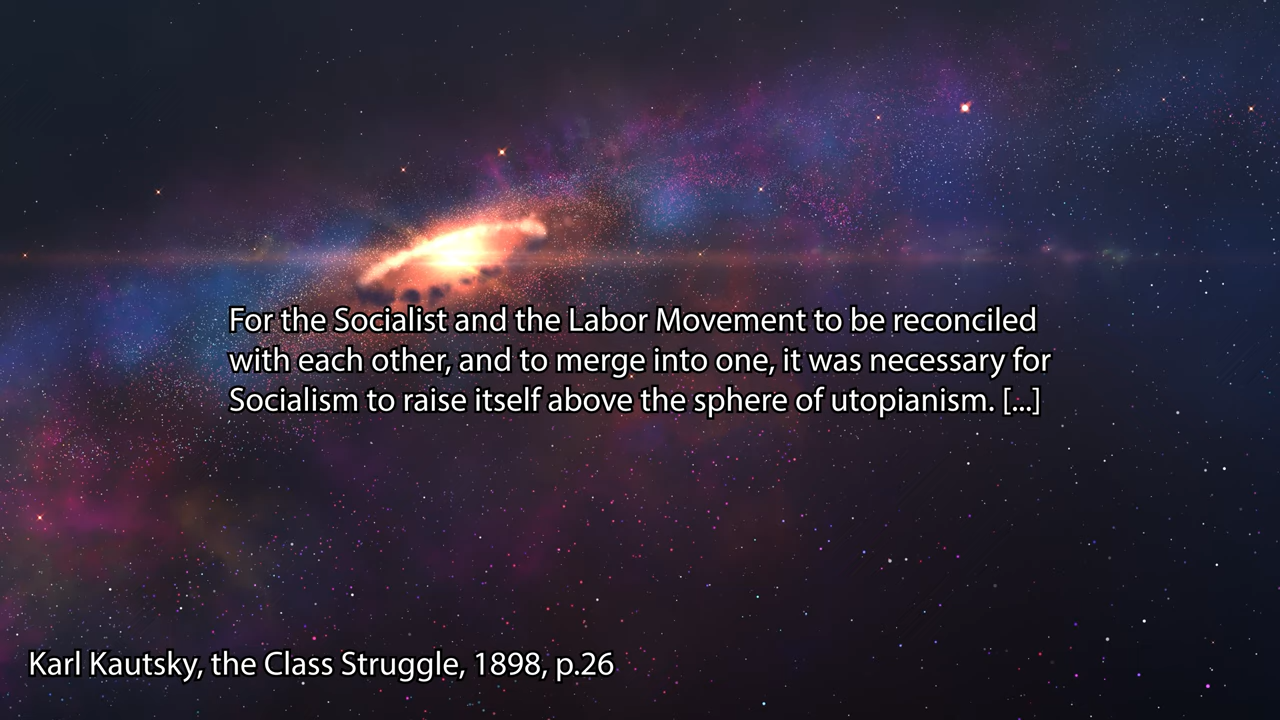 For the Socialist and the Labor Movement to be reconciled
with each other, and to merge into one, it was necessary for
Socialism to raise itself above the sphere of utopianism. [...]
Karl Kautsky, the Class Struggle, 1898, p.26